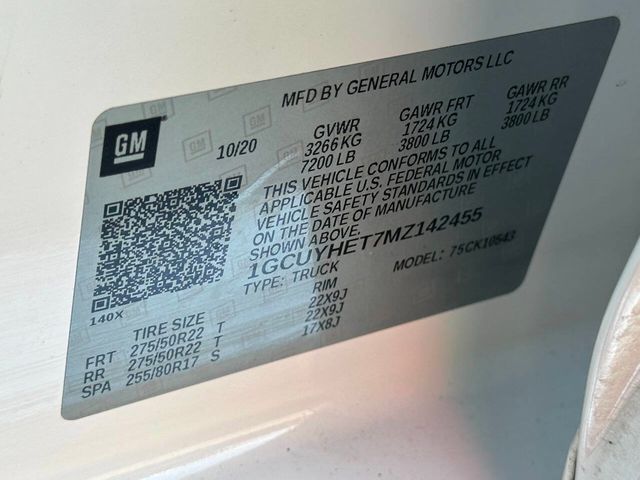 MFD BY GENERAL MOTORS LLC
GM
10/20
GVWR GAWR FRT GAWR RR
3266 KG 1724 KG 1724 KG
7200 LB 3800 LB 3800 LB
THIS VEHICLE CONFORMS TO ALL
APPLICABLE U.S. FEDERAL MOTOR
VEHICLE SAFETY STANDARDS IN EFFECT
ON THE DATE OF MANUFACTURE
SHOWN ABOVE.
1GCUYHET7MZ142455
TYPE: TRUCK MODEL: 75CK10543
140X
TIRE SIZE RIM
FRT 275/50R22 T 22X9J
RR 275/50R22 T 22X9J
SPA 255/80R17 S 17X8J